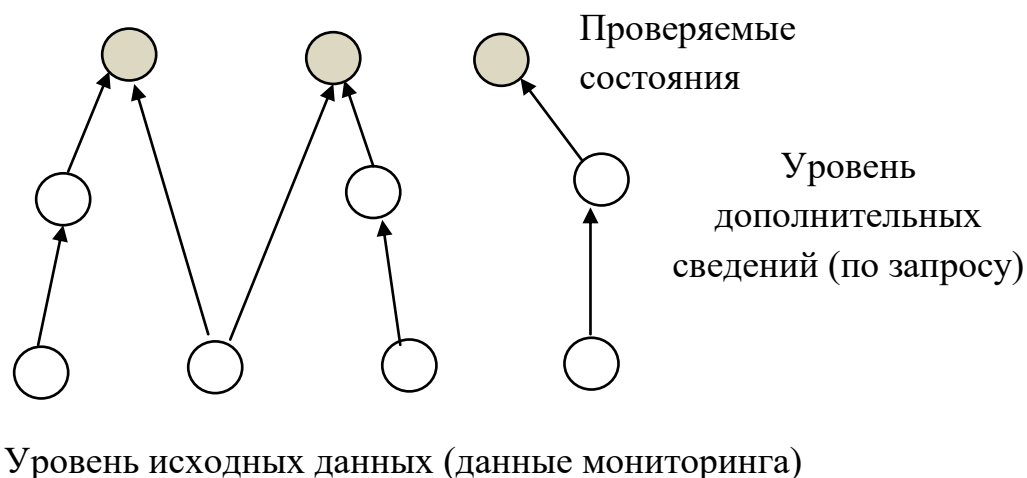 Проверяемые
состояния
Уровень
дополнительных
сведений (по запросу)
Уровень исходных данных (данные мониторинга)